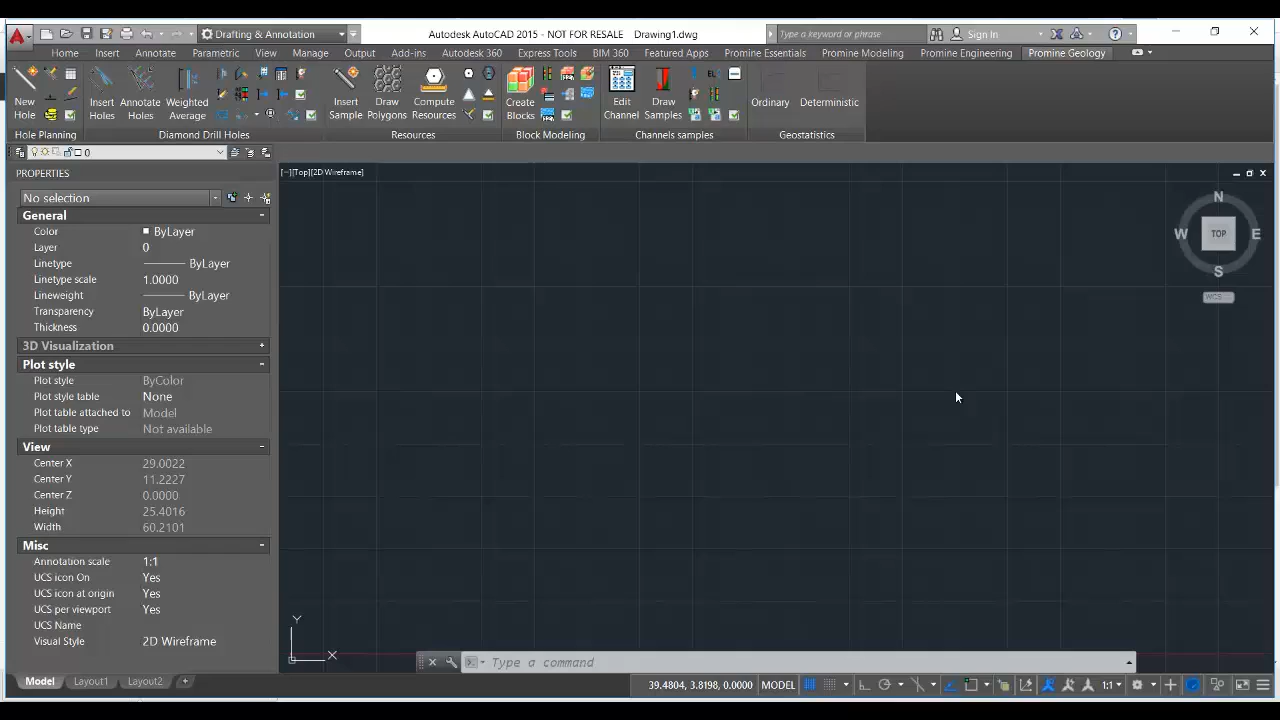 Drafting & Annotation
Autodesk AutoCAD 2015 - NOT FOR RESALE Drawing1.dwg
Type a keyword or phrase
Sign In
Home Insert Annotate Parametric View Manage Output Add-ins Autodesk 360 Express Tools BIM 360 Featured Apps Promine Essentials Promine Modeling Promine Engineering Promine Geology
New Hole
Insert Holes
Annotate Holes
Weighted Average
Insert Sample
Draw Polygons
Compute Resources
Create Blocks
Edit Channel
Draw Samples
Ordinary
Deterministic
Hole Planning
Diamond Drill Holes
Resources
Block Modeling
Channels samples
Geostatistics
0
PROPERTIES
[−][Top][2D Wireframe]
No selection
General
Color ByLayer
Layer 0
Linetype ByLayer
Linetype scale 1.0000
Lineweight ByLayer
Transparency ByLayer
Thickness 0.0000
3D Visualization
Plot style
Plot style ByColor
Plot style table None
Plot table attached to Model
Plot table type Not available
View
Center X 29.0022
Center Y 11.2227
Center Z 0.0000
Height 25.4016
Width 60.2101
Misc
Annotation scale 1:1
UCS icon On Yes
UCS icon at origin Yes
UCS per viewport Yes
UCS Name
Visual Style 2D Wireframe
N
W TOP E
S
WCS
Y
X
Type a command
Model Layout1 Layout2 +
39.4804, 3.8198, 0.0000 MODEL 1:1